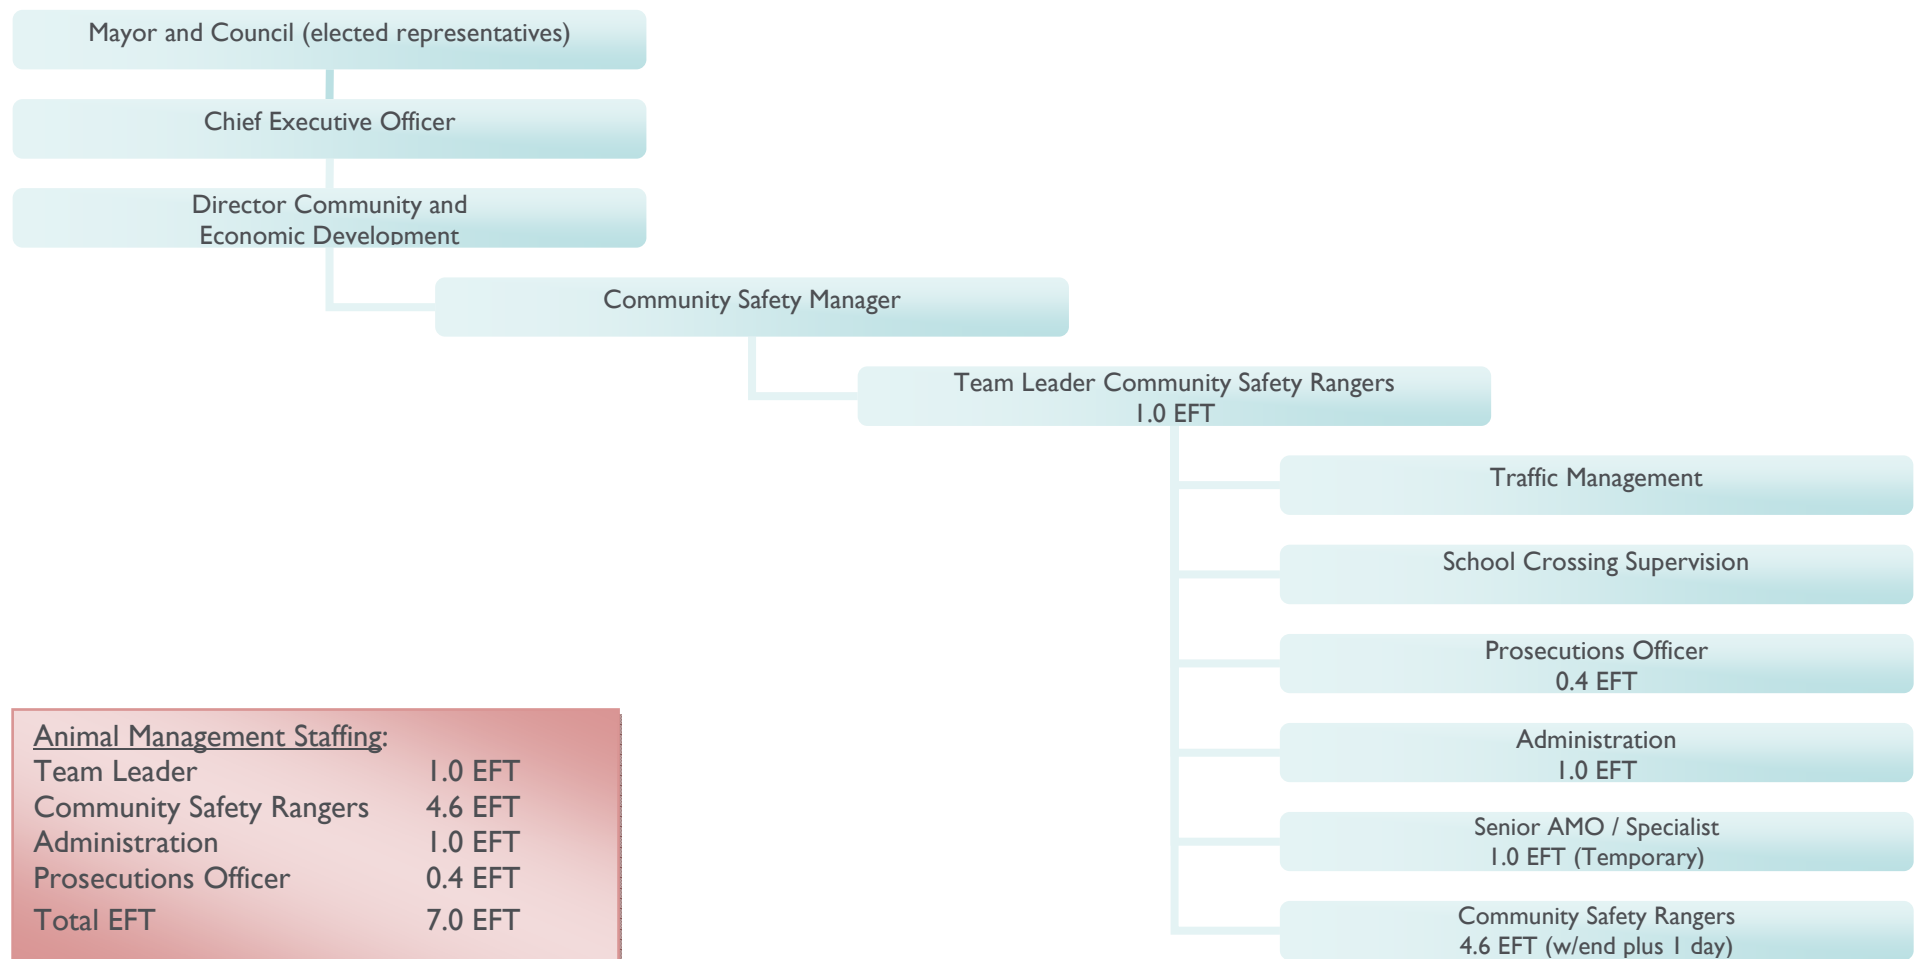 Mayor and Council (elected representatives)
Chief Executive Officer
Director Community and
Economic Development
Community Safety Manager
Team Leader Community Safety Rangers
1.0 EFT
Traffic Management
School Crossing Supervision
Prosecutions Officer
0.4 EFT
Administration
1.0 EFT
Senior AMO / Specialist
1.0 EFT (Temporary)
Community Safety Rangers
4.6 EFT (w/end plus 1 day)
Animal Management Staffing:
Team Leader 1.0 EFT
Community Safety Rangers 4.6 EFT
Administration 1.0 EFT
Prosecutions Officer 0.4 EFT
Total EFT 7.0 EFT